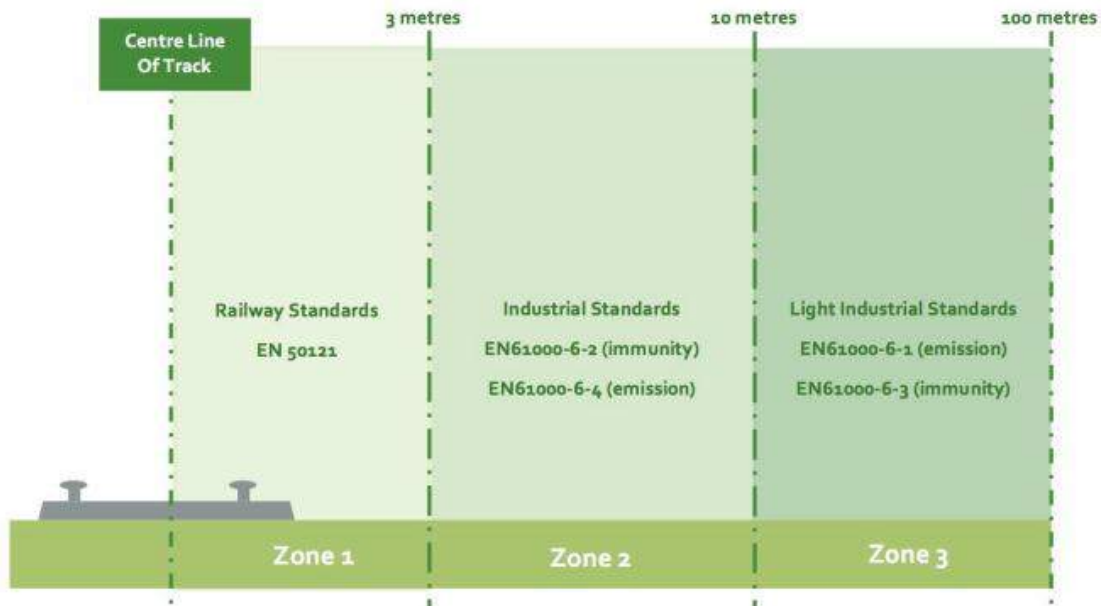 3 metres
10 metres
100 metres
Centre Line
Of Track
Railway Standards
EN 50121
Industrial Standards
EN61000-6-2 (immunity)
EN61000-6-4 (emission)
Light Industrial Standards
EN61000-6-1 (emission)
EN61000-6-3 (immunity)
Zone 1
Zone 2
Zone 3